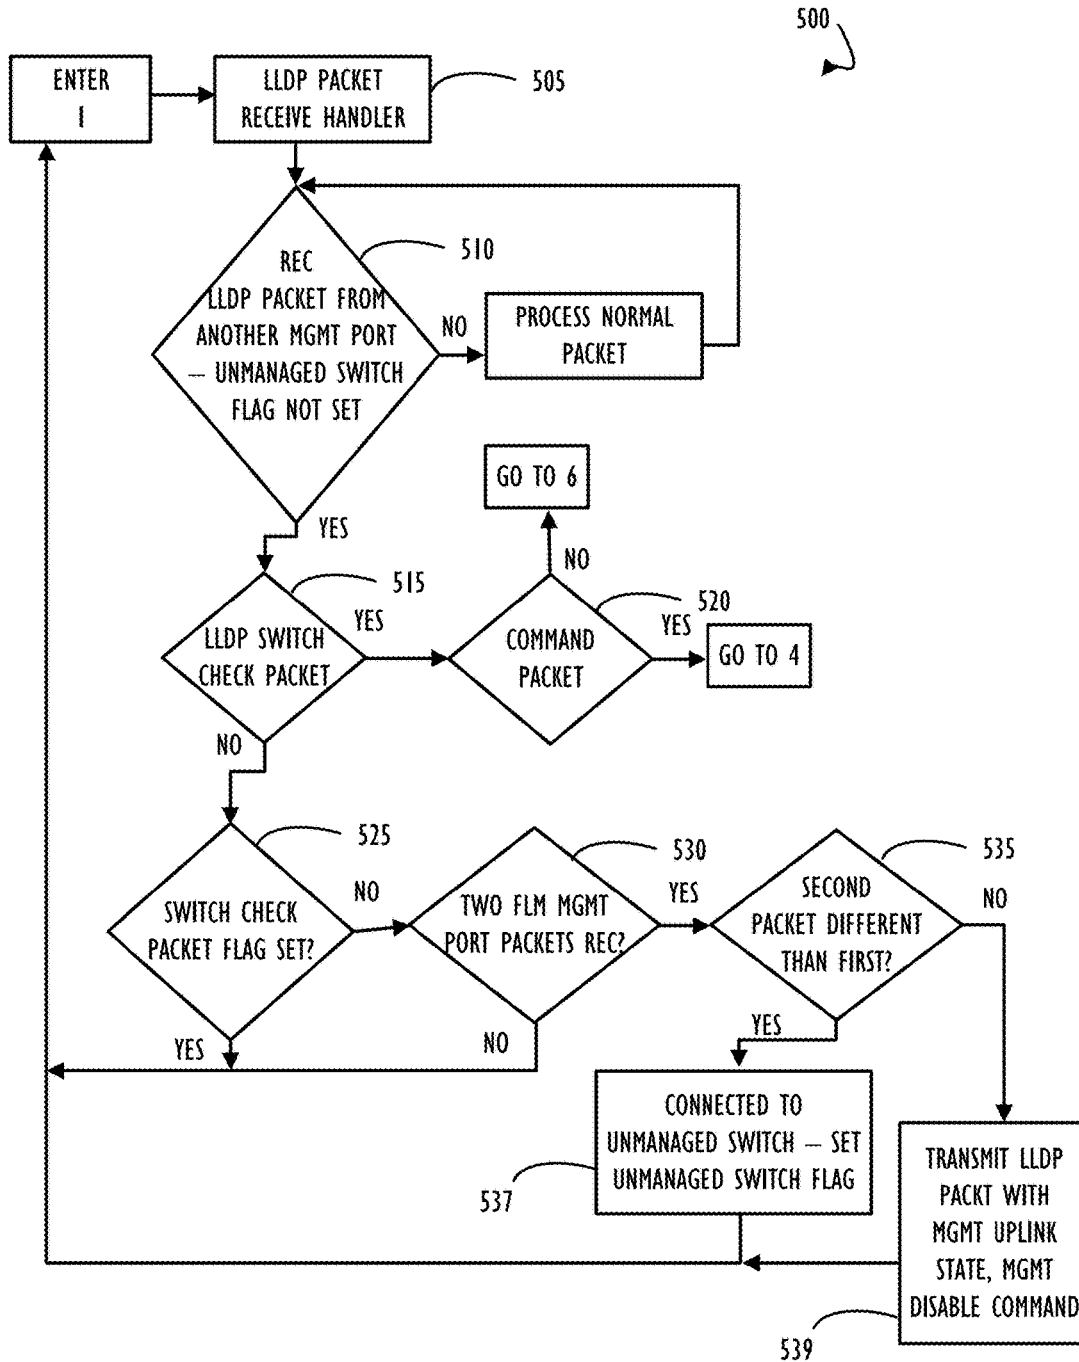 500
ENTER
1
LLDP PACKET
RECEIVE HANDLER
505
REC
LLDP PACKET FROM
ANOTHER MGMT PORT
– UNMANAGED SWITCH
FLAG NOT SET
510
NO
PROCESS NORMAL
PACKET
YES
GO TO 6
NO
LLDP SWITCH
CHECK PACKET
515
YES
COMMAND
PACKET
520
YES
GO TO 4
NO
SWITCH CHECK
PACKET FLAG SET?
525
NO
TWO FLM MGMT
PORT PACKETS REC?
530
YES
SECOND
PACKET DIFFERENT
THAN FIRST?
535
NO
YES
NO
YES
CONNECTED TO
UNMANAGED SWITCH – SET
UNMANAGED SWITCH FLAG
537
TRANSMIT LLDP
PACKT WITH
MGMT UPLINK
STATE, MGMT
DISABLE COMMAND
539